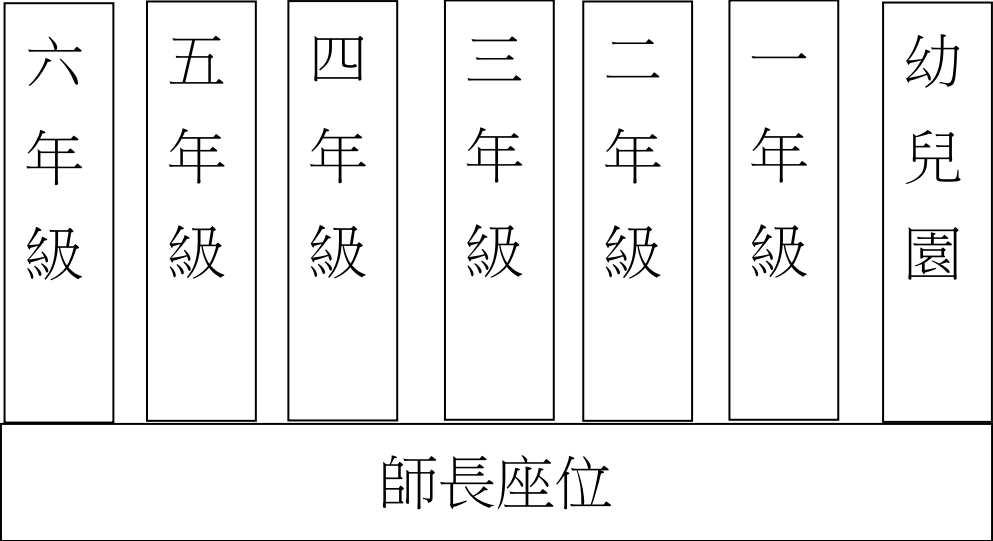 六年級
五年級
四年級
三年級
二年級
一年級
幼兒園
師長座位